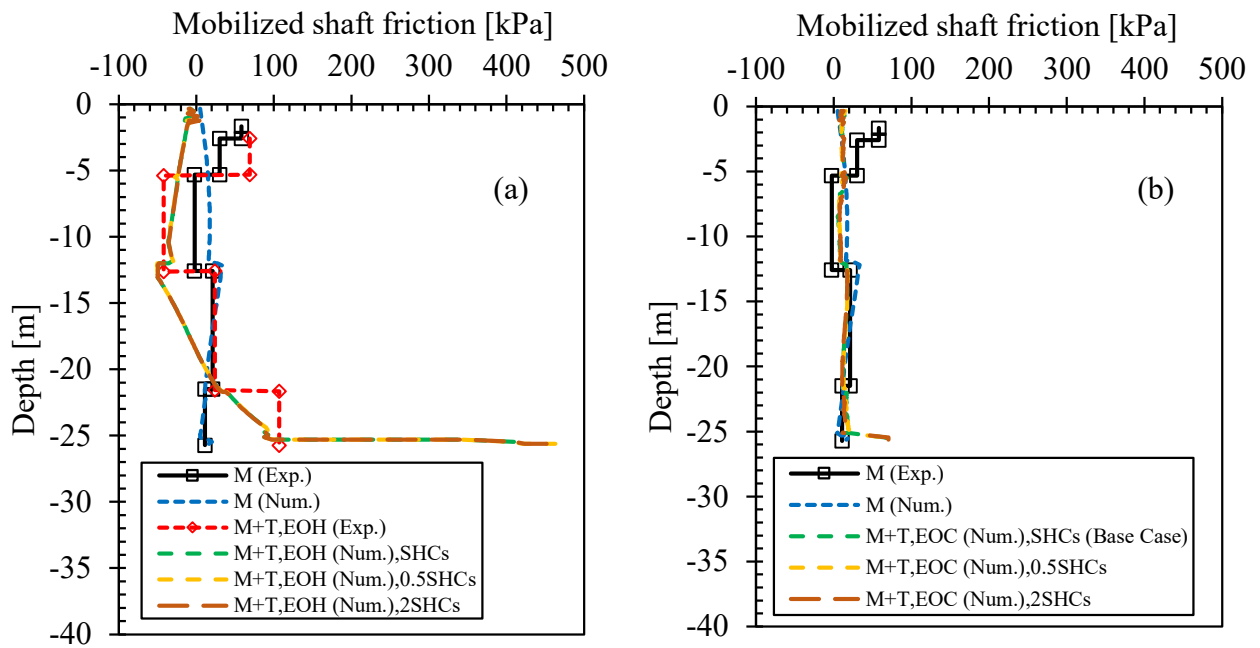 Mobilized shaft friction [kPa]
-100 0 100 200 300 400 500
0
-5
-10
-15
-20
-25
-30
-35
-40
Depth [m]
(a)
M (Exp.)
M (Num.)
M+T,EOH (Exp.)
M+T,EOH (Num.),SHCs
M+T,EOH (Num.),0.5SHCs
M+T,EOH (Num.),2SHCs
Mobilized shaft friction [kPa]
-100 0 100 200 300 400 500
0
-5
-10
-15
-20
-25
-30
-35
-40
Depth [m]
(b)
M (Exp.)
M (Num.)
M+T,EOC (Num.),SHCs (Base Case)
M+T,EOC (Num.),0.5SHCs
M+T,EOC (Num.),2SHCs